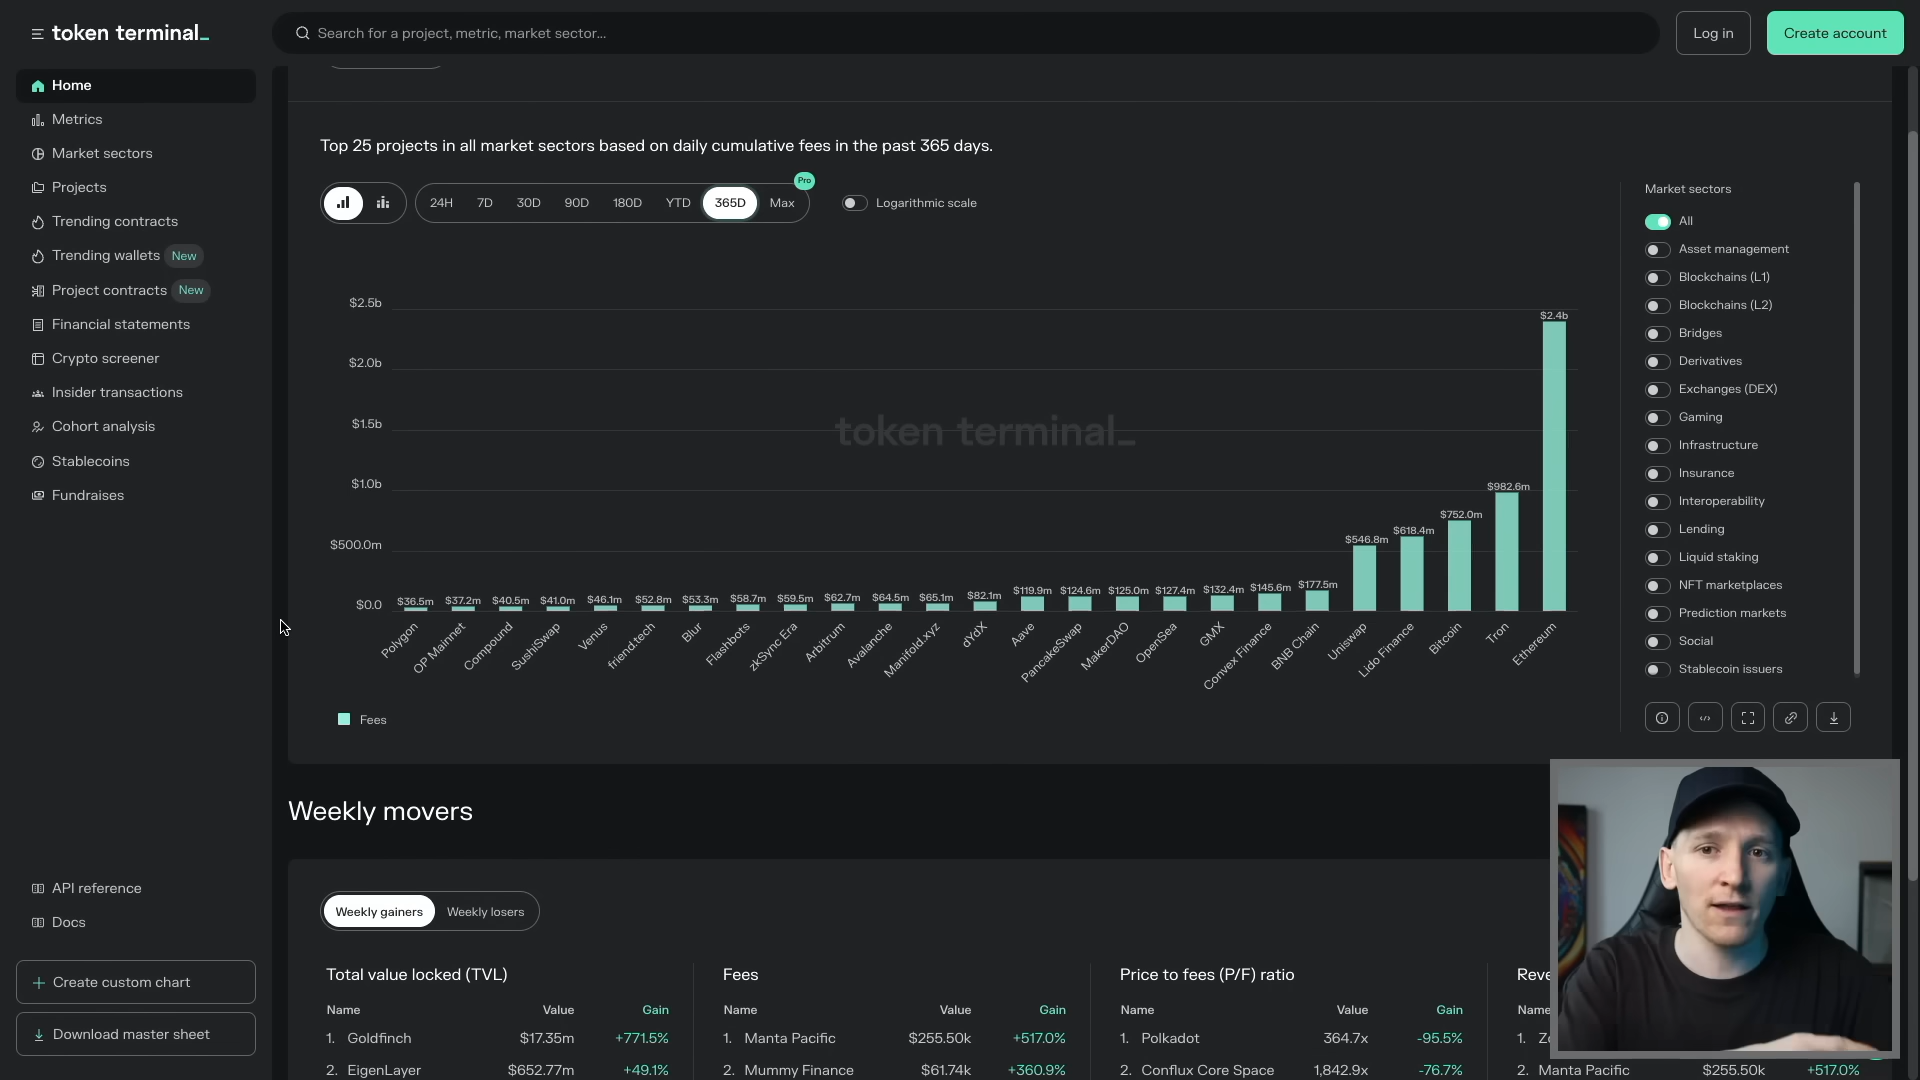 token terminal_
Search for a project, metric, market sector...
Log in
Create account
Home
Metrics
Market sectors
Projects
Trending contracts
Trending wallets New
Project contracts New
Financial statements
Crypto screener
Insider transactions
Cohort analysis
Stablecoins
Fundraises
API reference
Docs
Create custom chart
Download master sheet
Top 25 projects in all market sectors based on daily cumulative fees in the past 365 days.
Pro
24H 7D 30D 90D 180D YTD 365D Max
Logarithmic scale
$2.5b
$2.0b
$1.5b
$1.0b
$500.0m
$0.0
token terminal_
$36.5m $37.2m $40.5m $41.0m $46.1m $52.8m $53.3m $58.7m $59.5m $62.7m $64.5m $65.1m $82.1m $119.9m $124.6m $125.0m $127.4m $132.4m $145.6m $177.5m $546.8m $618.4m $752.0m $982.6m $2.4b
Polygon OP Mainnet Compound SushiSwap Venus friend.tech Blur Flashbots zkSync Era Arbitrum Avalanche Manifold.xyz dYdX Aave PancakeSwap MakerDAO OpenSea GMX Convex Finance BNB Chain Uniswap Lido Finance Bitcoin Tron Ethereum
Fees
Market sectors
All
Asset management
Blockchains (L1)
Blockchains (L2)
Bridges
Derivatives
Exchanges (DEX)
Gaming
Infrastructure
Insurance
Interoperability
Lending
Liquid staking
NFT marketplaces
Prediction markets
Social
Stablecoin issuers
Weekly movers
Weekly gainers Weekly losers
Total value locked (TVL)
Name Value Gain
1. Goldfinch $17.35m +771.5%
2. EigenLayer $652.77m +49.1%
Fees
Name Value Gain
1. Manta Pacific $255.50k +517.0%
2. Mummy Finance $61.74k +360.9%
Price to fees (P/F) ratio
Name Value Gain
1. Polkadot 364.7x -95.5%
2. Conflux Core Space 1,842.9x -76.7%
Name
1.
2. Manta Pacific $255.50k +517.0%